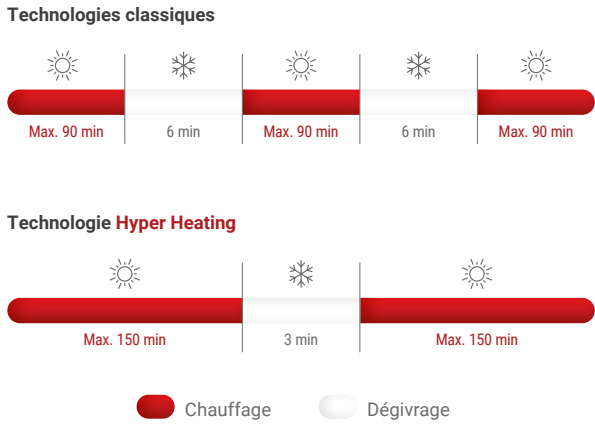 Technologies classiques
Max. 90 min 6 min Max. 90 min 6 min Max. 90 min
Technologie Hyper Heating
Max. 150 min 3 min Max. 150 min
Chauffage Dégivrage